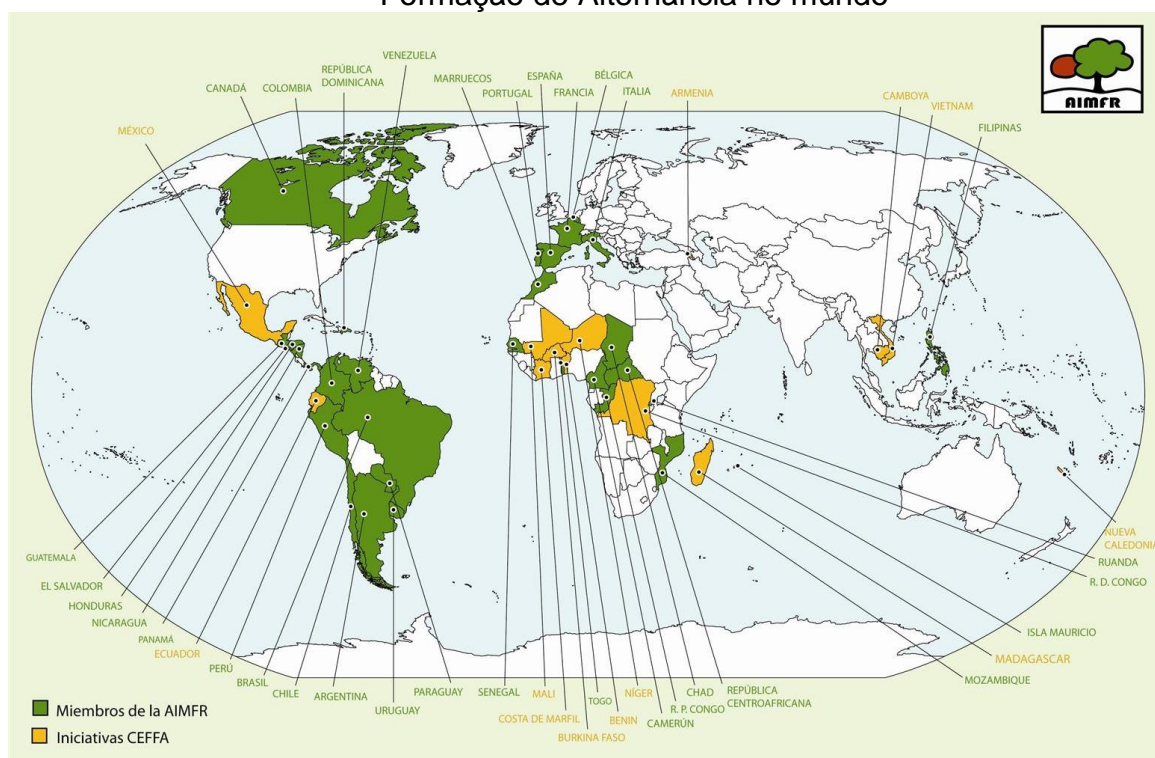 Formação de Alternância no mundo
AIMFR
VENEZUELA
REPÚBLICA
DOMINICANA
COLOMBIA
CANADÁ
MÉXICO
MARRUECOS
PORTUGAL
ESPAÑA
FRANCIA
BÉLGICA
ITALIA
ARMENIA
CAMBOYA
VIETNAM
FILIPINAS
GUATEMALA
EL SALVADOR
HONDURAS
NICARAGUA
PANAMÁ
ECUADOR
PERÚ
BRASIL
CHILE
ARGENTINA
URUGUAY
PARAGUAY
SENEGAL
MALI
COSTA DE MARFIL
BURKINA FASO
TOGO
BENIN
NÍGER
CAMERÚN
R. P. CONGO
CHAD
REPÚBLICA
CENTROAFRICANA
MOZAMBIQUE
MADAGASCAR
ISLA MAURICIO
R. D. CONGO
RUANDA
NUEVA
CALEDONIA
Miembros de la AIMFR
Iniciativas CEFFA